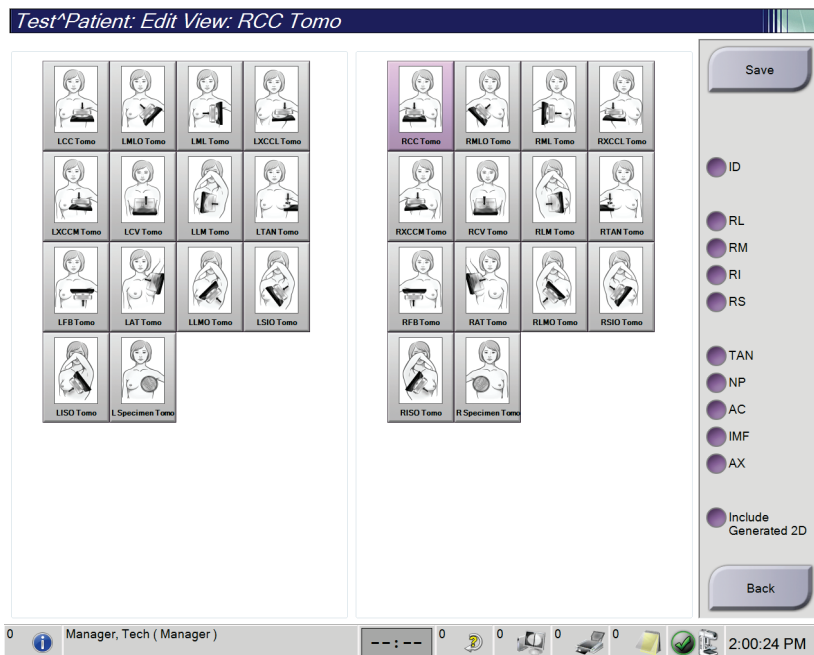 Test^Patient: Edit View: RCC Tomo
LCC Tomo
LMLO Tomo
LML Tomo
LXCCL Tomo
LXCCM Tomo
LCV Tomo
LLM Tomo
LTAN Tomo
LFB Tomo
LAT Tomo
LLMO Tomo
LSIO Tomo
LISO Tomo
L Specimen Tomo
RCC Tomo
RMLO Tomo
RML Tomo
RXCCL Tomo
RXCCM Tomo
RCV Tomo
RLM Tomo
RTAN Tomo
RFB Tomo
RAT Tomo
RLMO Tomo
RSIO Tomo
RISO Tomo
R Specimen Tomo
Save
ID
RL
RM
RI
RS
TAN
NP
AC
IMF
AX
Include
Generated 2D
Back
0
Manager, Tech ( Manager )
--:--
0
0
0
0
2:00:24 PM